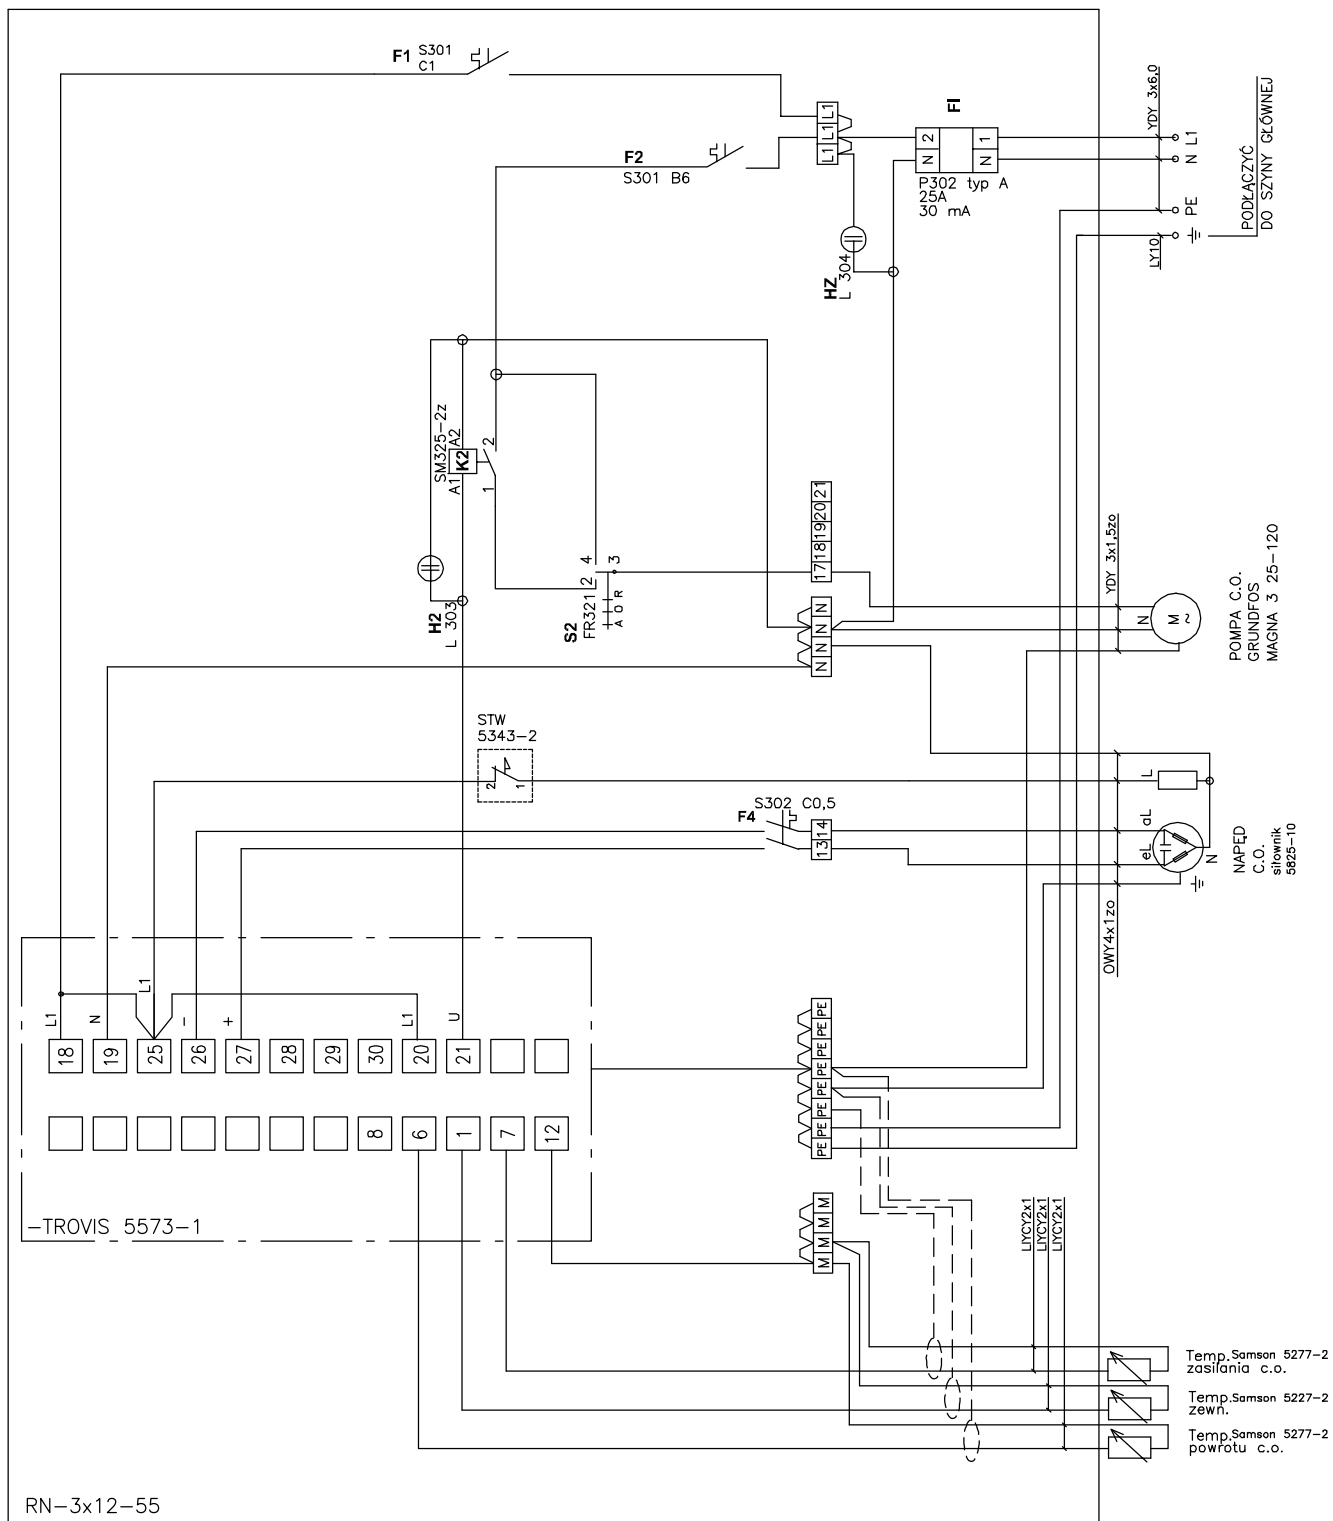 F1 S301
C1
F2
S301 B6
L1
L1
L1
2
N
1
N
FI
P302 typ A
25A
30 mA
YDY 3x6,0
L1
N
PE
LY10
PODŁĄCZYĆ
DO SZYNY GŁÓWNEJ
HZ
L 304
SM325-2z
A1
K2
A2
1
2
H2
L 303
S2
FR321
2
4
3
A O R
17 18 19 20 21
N
N
N
N
YDY 3x1,5zo
N
M
~
POMPA C.O.
GRUNDFOS
MAGNA 3 25-120
STW
5343-2
2
1
F4
S302 C0,5
13 14
L
aL
eL
N
NAPĘD
C.O.
siłownik
5825-10
OWY4x1zo
L1
N
L1
-
+
L1
U
18
19
25
26
27
28
29
30
20
21
8
6
1
7
12
-TROVIS 5573-1
PE
PE
PE
PE
PE
PE
PE
PE
M
M
M
M
LIYCY2x1
LIYCY2x1
LIYCY2x1
Temp.Samson 5277-2
zasilania c.o.
Temp.Samson 5227-2
zewn.
Temp.Samson 5277-2
powrotu c.o.
RN-3x12-55